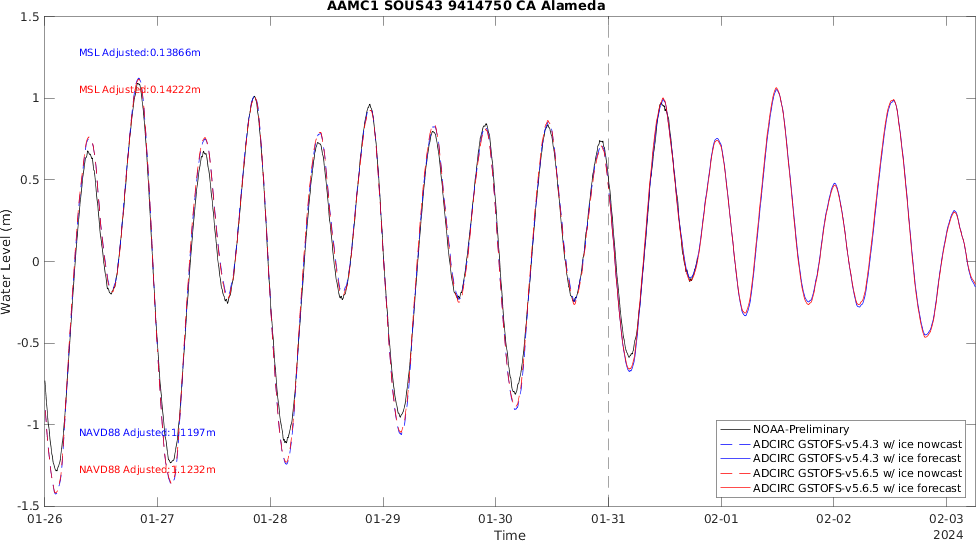 AAMC1 SOUS43 9414750 CA Alameda
1.5
MSL Adjusted:0.13866m
MSL Adjusted:0.14222m
1
0.5
0
-0.5
-1
-1.5
Water Level (m)
NAVD88 Adjusted:1.1197m
NAVD88 Adjusted:1.1232m
NOAA-Preliminary
ADCIRC GSTOFS-v5.4.3 w/ ice nowcast
ADCIRC GSTOFS-v5.4.3 w/ ice forecast
ADCIRC GSTOFS-v5.6.5 w/ ice nowcast
ADCIRC GSTOFS-v5.6.5 w/ ice forecast
01-26 01-27 01-28 01-29 01-30 01-31 02-01 02-02 02-03
Time 2024